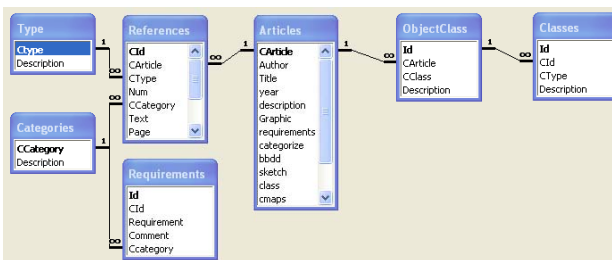 Type
Ctype
Description
1
∞
References
CId
CArticle
CType
Num
CCategory
Text
Page
∞
∞
1
Articles
CArticle
Author
Title
year
description
Graphic
requirements
categorize
bbdd
sketch
class
cmaps
1
∞
ObjectClass
Id
CArticle
CClass
Description
1
∞
Classes
Id
CId
CType
Description
Categories
CCategory
Description
1
∞
Requirements
Id
CId
Requirement
Comment
Ccategory